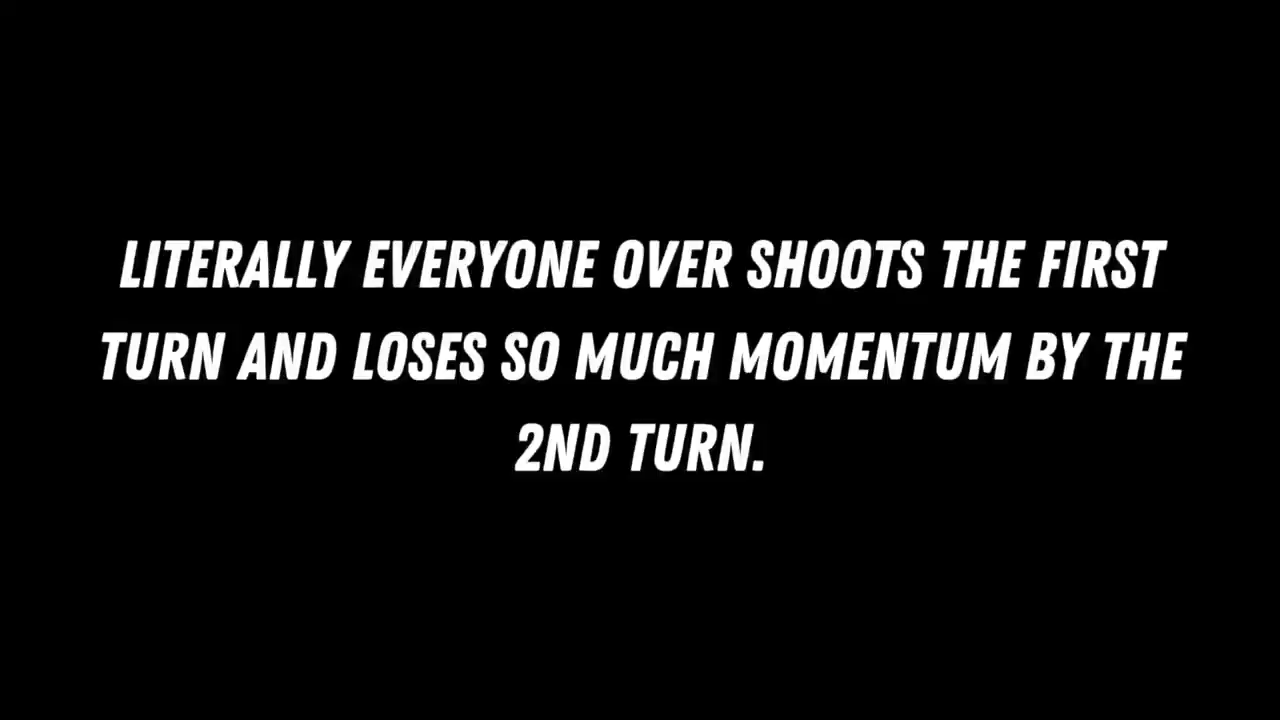 LITERALLY EVERYONE OVER SHOOTS THE FIRST
TURN AND LOSES SO MUCH MOMENTUM BY THE
2ND TURN.